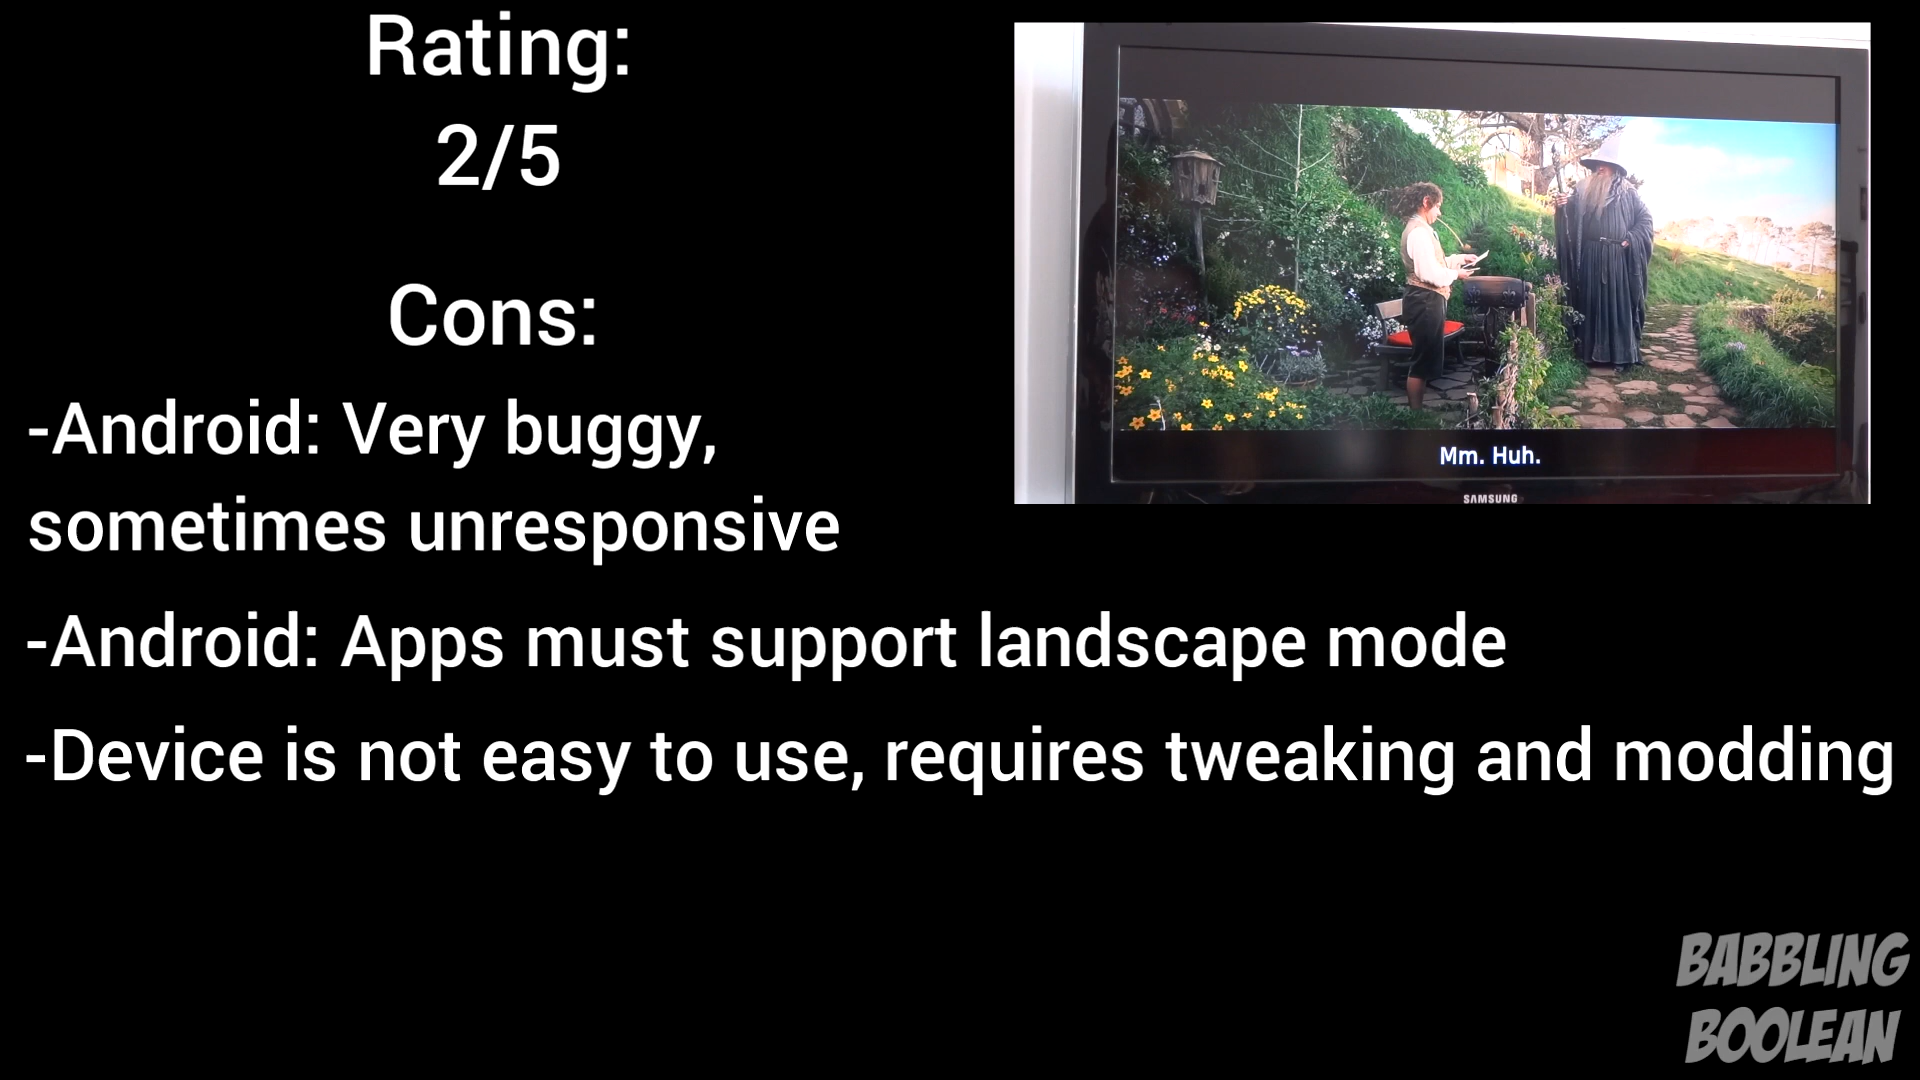 Rating:
2/5
Cons:
-Android: Very buggy,
sometimes unresponsive
-Android: Apps must support landscape mode
-Device is not easy to use, requires tweaking and modding
Mm. Huh.
SAMSUNG
BABBLING
BOOLEAN